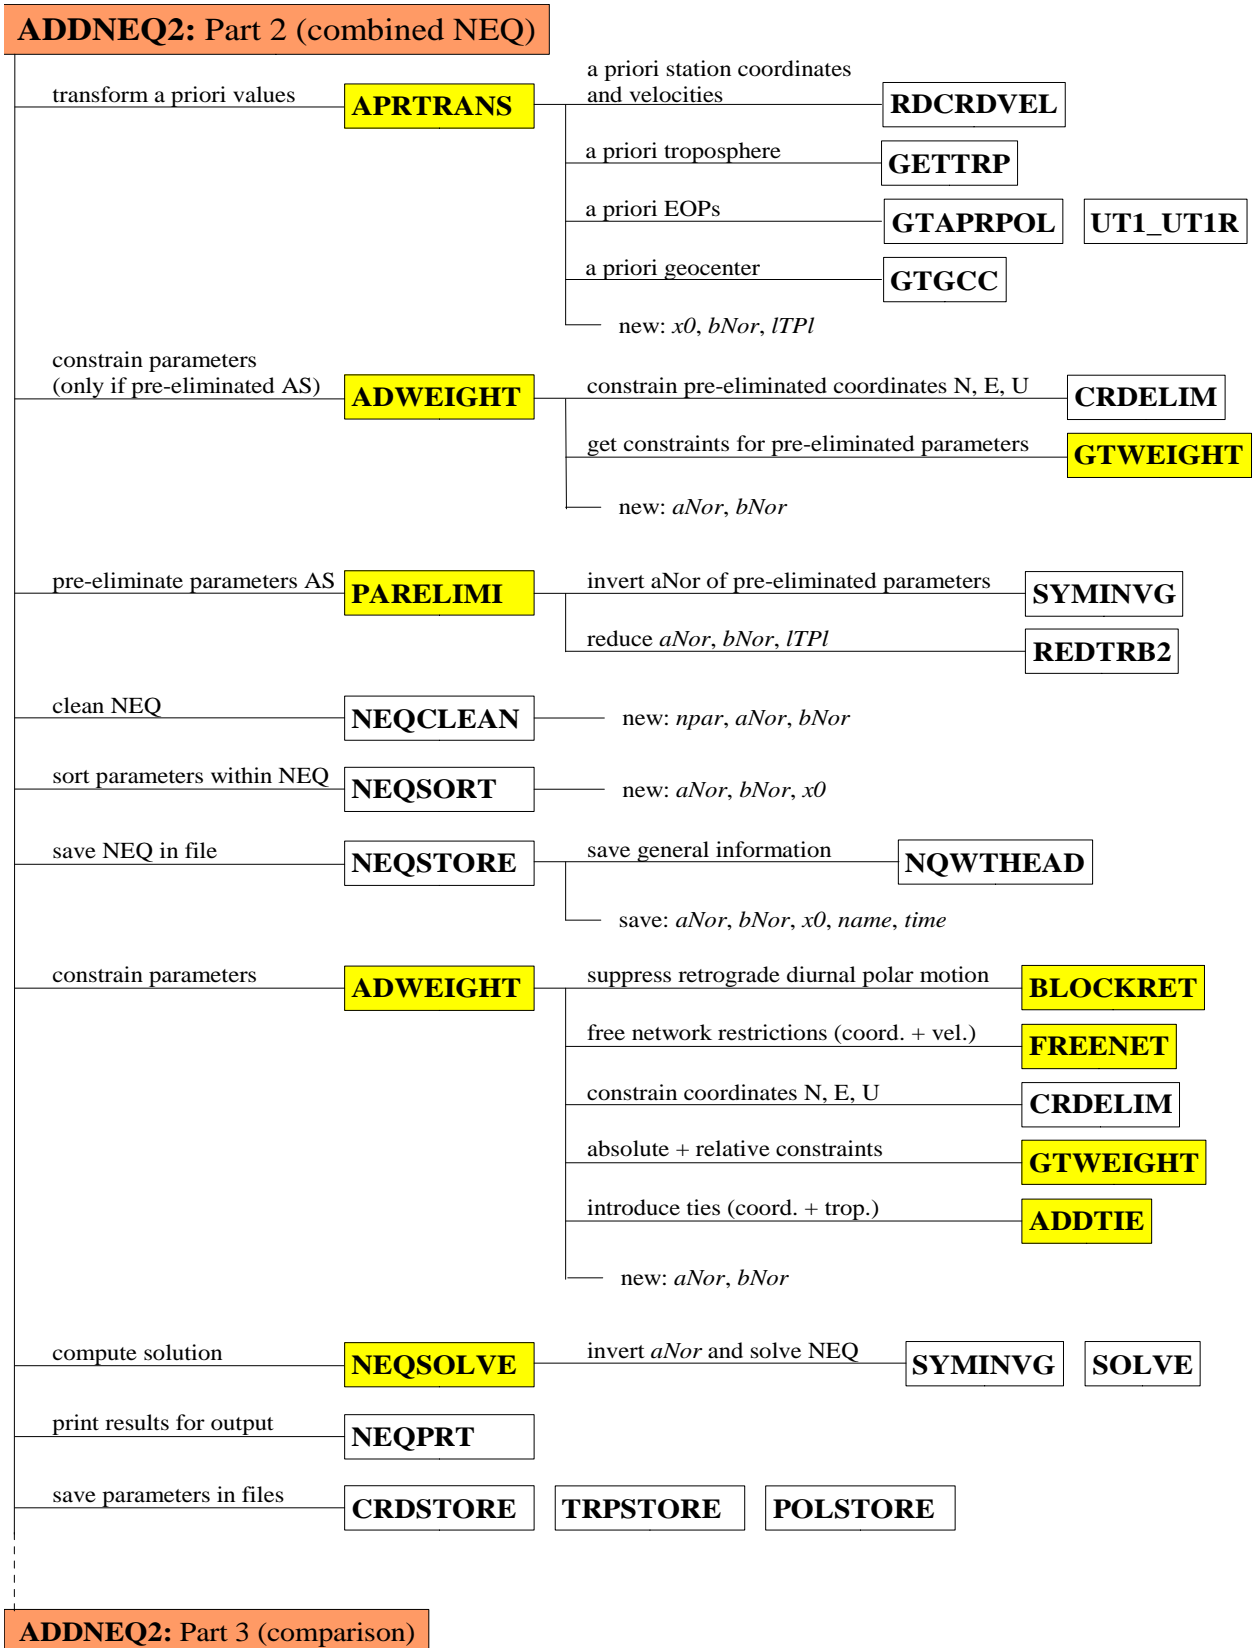 ADDNEQ2: Part 2 (combined NEQ)
transform a priori values
APRTRANS
a priori station coordinates
and velocities
RDCRDVEL
a priori troposphere
GETTRP
a priori EOPs
GTAPRPOL
UT1_UT1R
a priori geocenter
GTGCC
new: x0, bNor, lTPl
constrain parameters
(only if pre-eliminated AS)
ADWEIGHT
constrain pre-eliminated coordinates N, E, U
CRDELIM
get constraints for pre-eliminated parameters
GTWEIGHT
new: aNor, bNor
pre-eliminate parameters AS
PARELIMI
invert aNor of pre-eliminated parameters
SYMINVG
reduce aNor, bNor, lTPl
REDTRB2
clean NEQ
NEQCLEAN
new: npar, aNor, bNor
sort parameters within NEQ
NEQSORT
new: aNor, bNor, x0
save NEQ in file
NEQSTORE
save general information
NQWTHEAD
save: aNor, bNor, x0, name, time
constrain parameters
ADWEIGHT
suppress retrograde diurnal polar motion
BLOCKRET
free network restrictions (coord. + vel.)
FREENET
constrain coordinates N, E, U
CRDELIM
absolute + relative constraints
GTWEIGHT
introduce ties (coord. + trop.)
ADDTIE
new: aNor, bNor
compute solution
NEQSOLVE
invert aNor and solve NEQ
SYMINVG
SOLVE
print results for output
NEQPRT
save parameters in files
CRDSTORE
TRPSTORE
POLSTORE
ADDNEQ2: Part 3 (comparison)